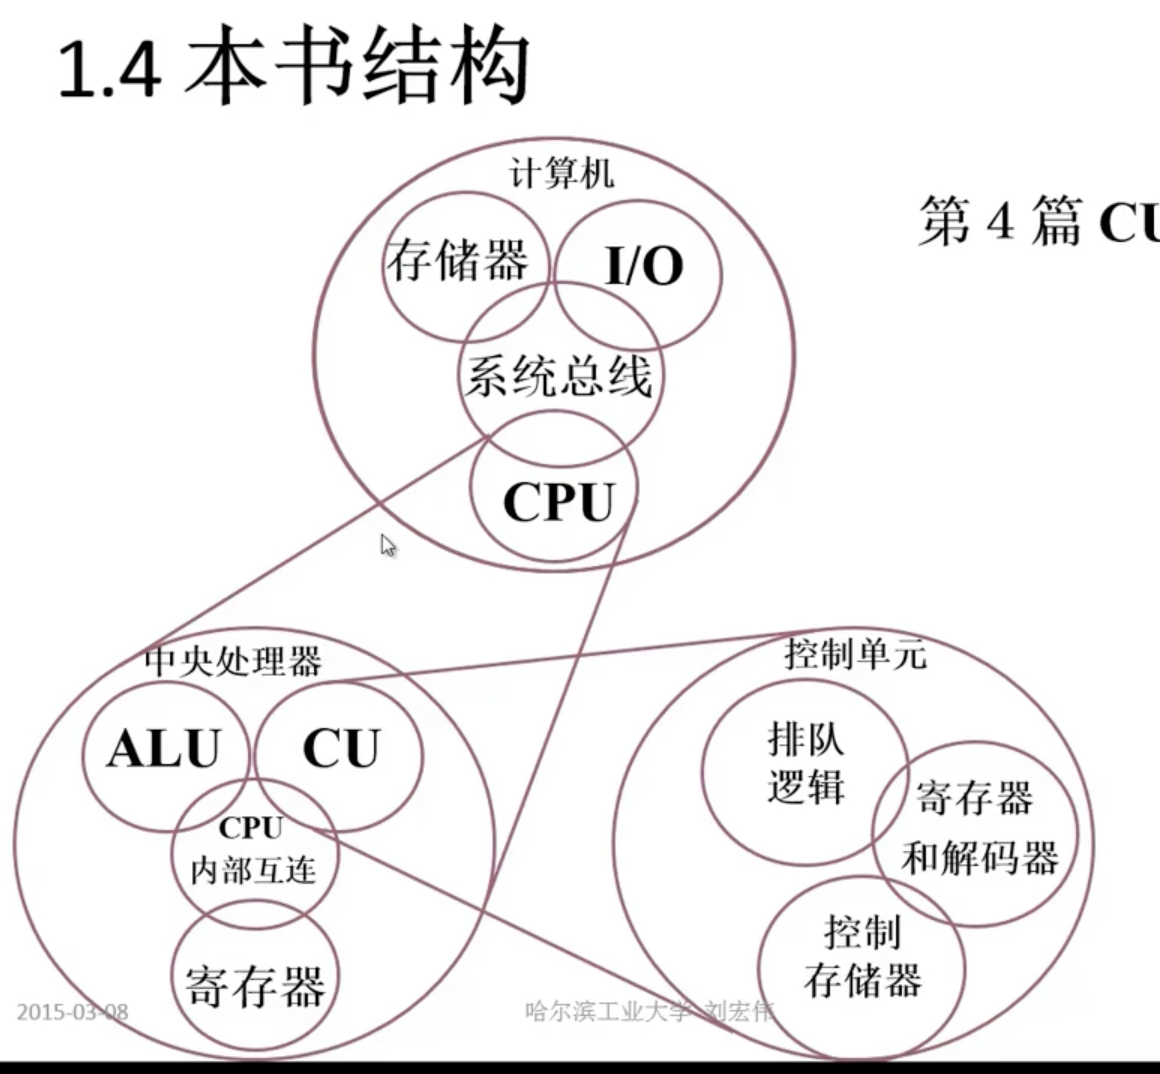 1.4 本书结构
计算机
第 4 篇 CU
存储器
I/O
系统总线
CPU
中央处理器
ALU
CU
CPU
内部互连
寄存器
控制单元
排队
逻辑
寄存器
和解码器
控制
存储器
2015-03-08
哈尔滨工业大学 刘宏伟